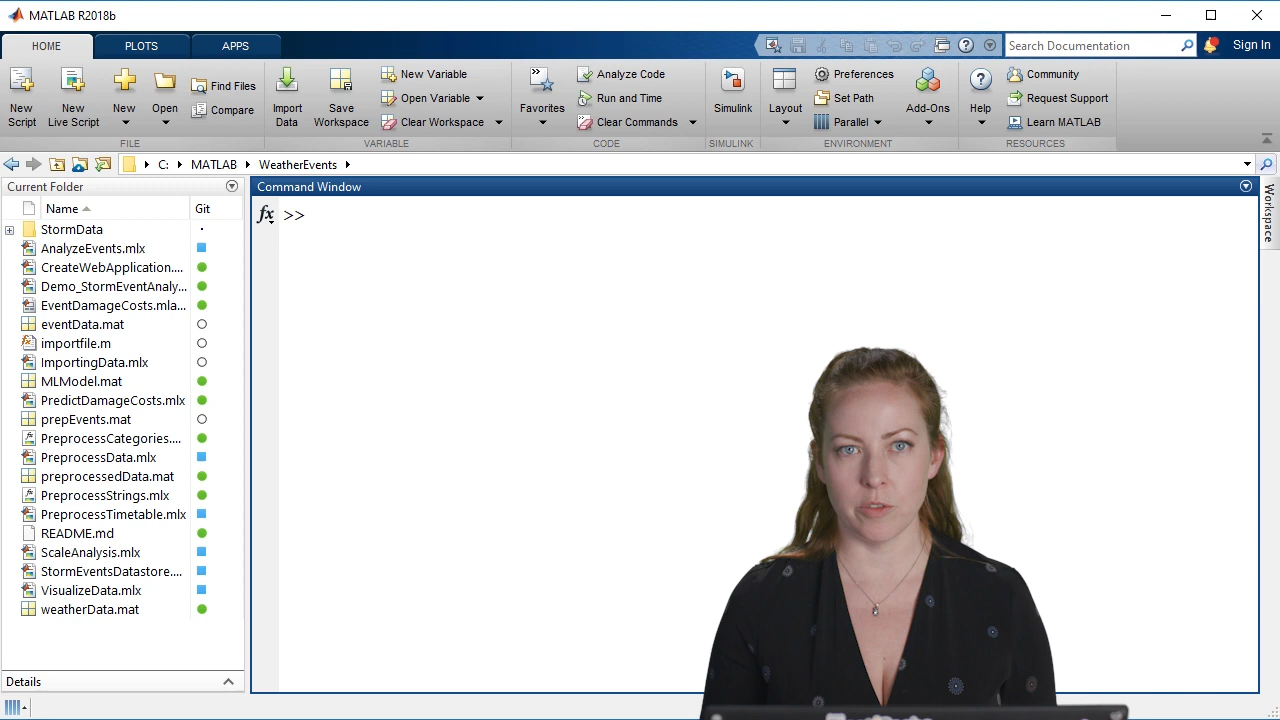 MATLAB R2018b
HOME PLOTS APPS
Search Documentation
Sign In
New Script
New Live Script
New
Open
Find Files
Compare
FILE
Import Data
Save Workspace
New Variable
Open Variable
Clear Workspace
VARIABLE
Favorites
Analyze Code
Run and Time
Clear Commands
CODE
Simulink
SIMULINK
Layout
Preferences
Set Path
Parallel
ENVIRONMENT
Add-Ons
Help
Community
Request Support
Learn MATLAB
RESOURCES
C: MATLAB WeatherEvents
Current Folder
Name Git
StormData
AnalyzeEvents.mlx
CreateWebApplication....
Demo_StormEventAnaly...
EventDamageCosts.mla...
eventData.mat
importfile.m
ImportingData.mlx
MLModel.mat
PredictDamageCosts.mlx
prepEvents.mat
PreprocessCategories....
PreprocessData.mlx
preprocessedData.mat
PreprocessStrings.mlx
PreprocessTimetable.mlx
README.md
ScaleAnalysis.mlx
StormEventsDatastore....
VisualizeData.mlx
weatherData.mat
Details
Command Window
fx >>
Workspace